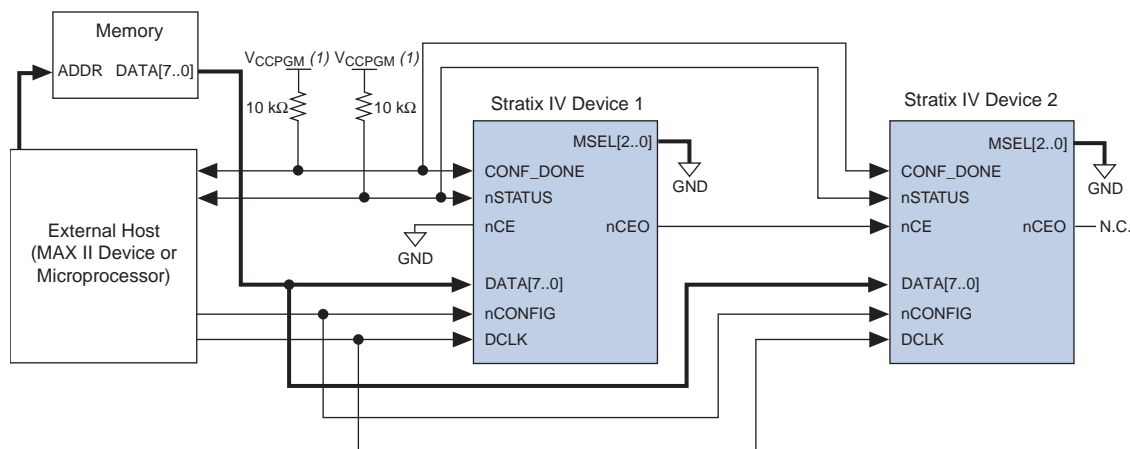 Memory
ADDR DATA[7..0]
VCCPGM (1) VCCPGM (1)
10 kΩ 10 kΩ
Stratix IV Device 1
MSEL[2..0]
GND
CONF_DONE
nSTATUS
nCE
nCEO
GND
DATA[7..0]
nCONFIG
DCLK
External Host
(MAX II Device or
Microprocessor)
Stratix IV Device 2
MSEL[2..0]
GND
CONF_DONE
nSTATUS
nCE
nCEO
N.C.
DATA[7..0]
nCONFIG
DCLK